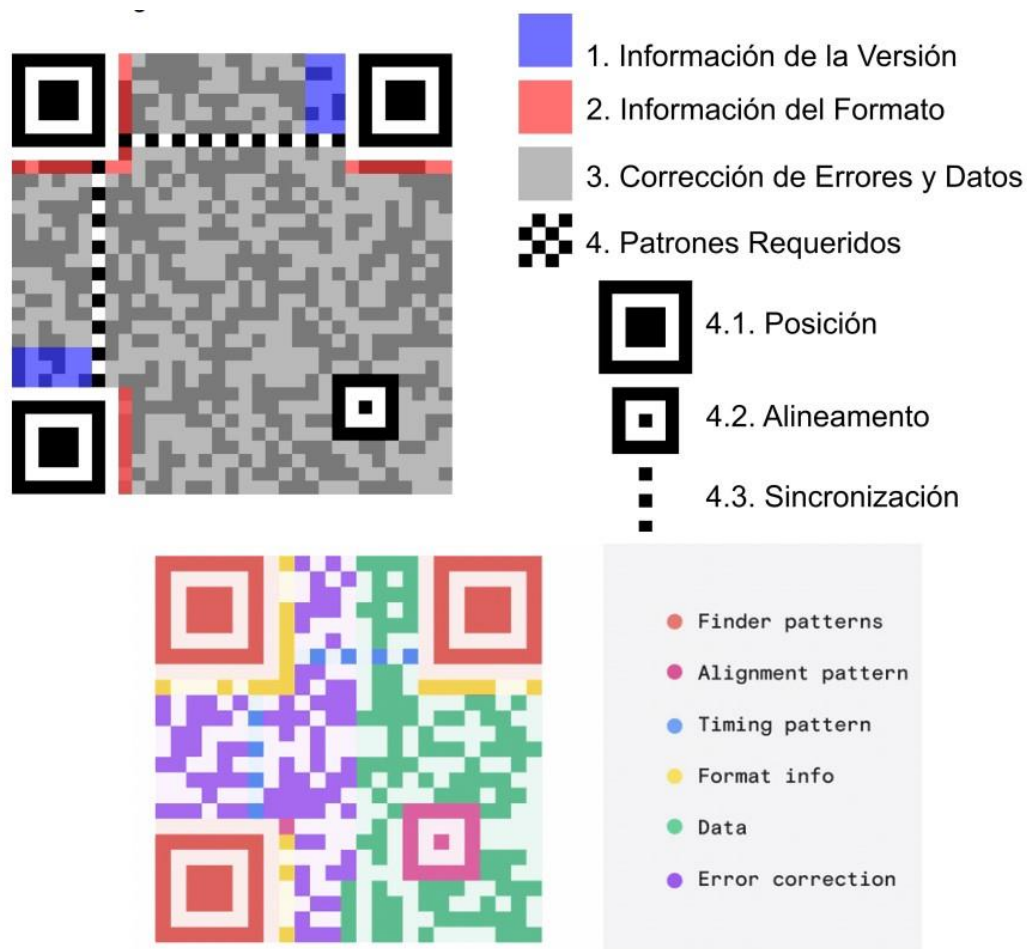 1. Información de la Versión
2. Información del Formato
3. Corrección de Errores y Datos
4. Patrones Requeridos
4.1. Posición
4.2. Alineamento
4.3. Sincronización
Finder patterns
Alignment pattern
Timing pattern
Format info
Data
Error correction